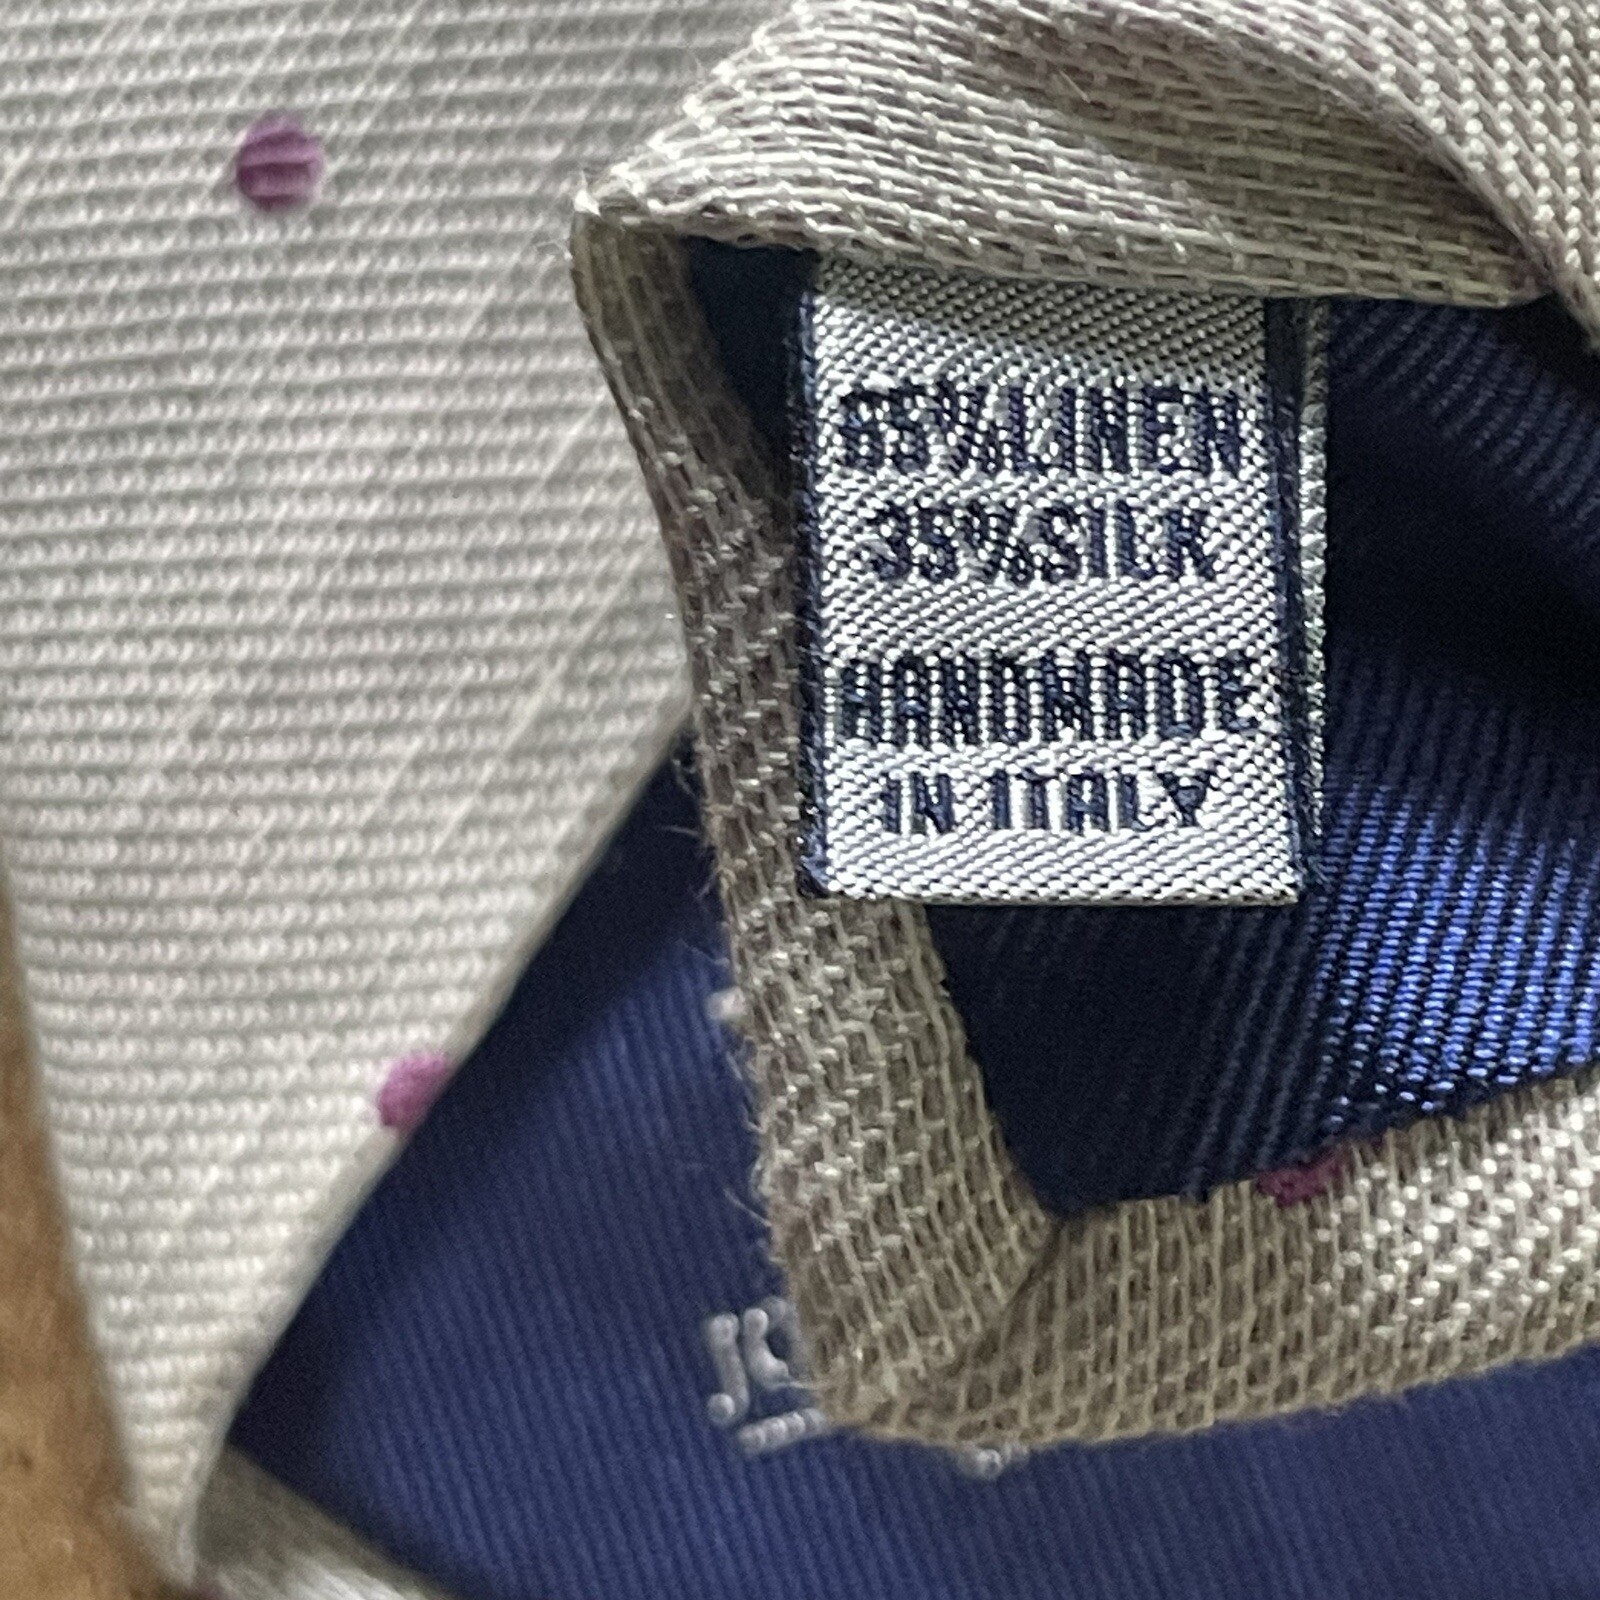 65% LINEN
35% SILK
HANDMADE
IN ITALY